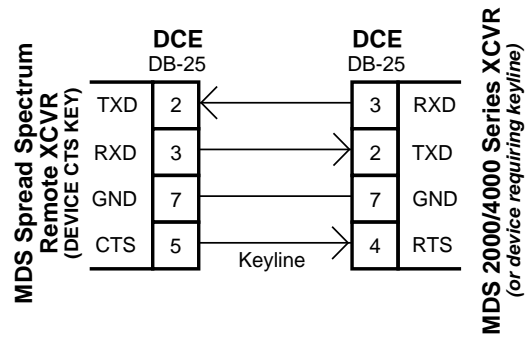 DCE
DB-25
DCE
DB-25
MDS Spread Spectrum
Remote XCVR
(DEVICE CTS KEY)
TXD 2 3 RXD
RXD 3 2 TXD
GND 7 7 GND
CTS 5 4 RTS
Keyline
MDS 2000/4000 Series XCVR
(or device requiring keyline)